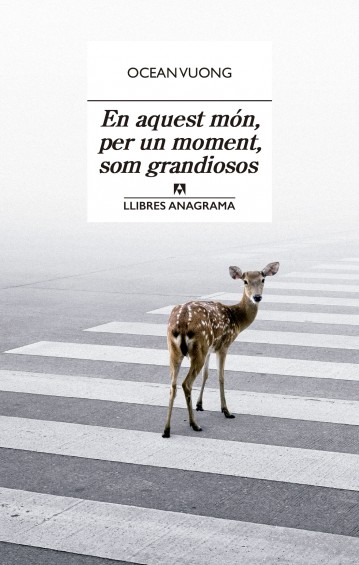 OCEAN VUONG
En aquest món,
per un moment,
som grandiosos
LLIBRES ANAGRAMA